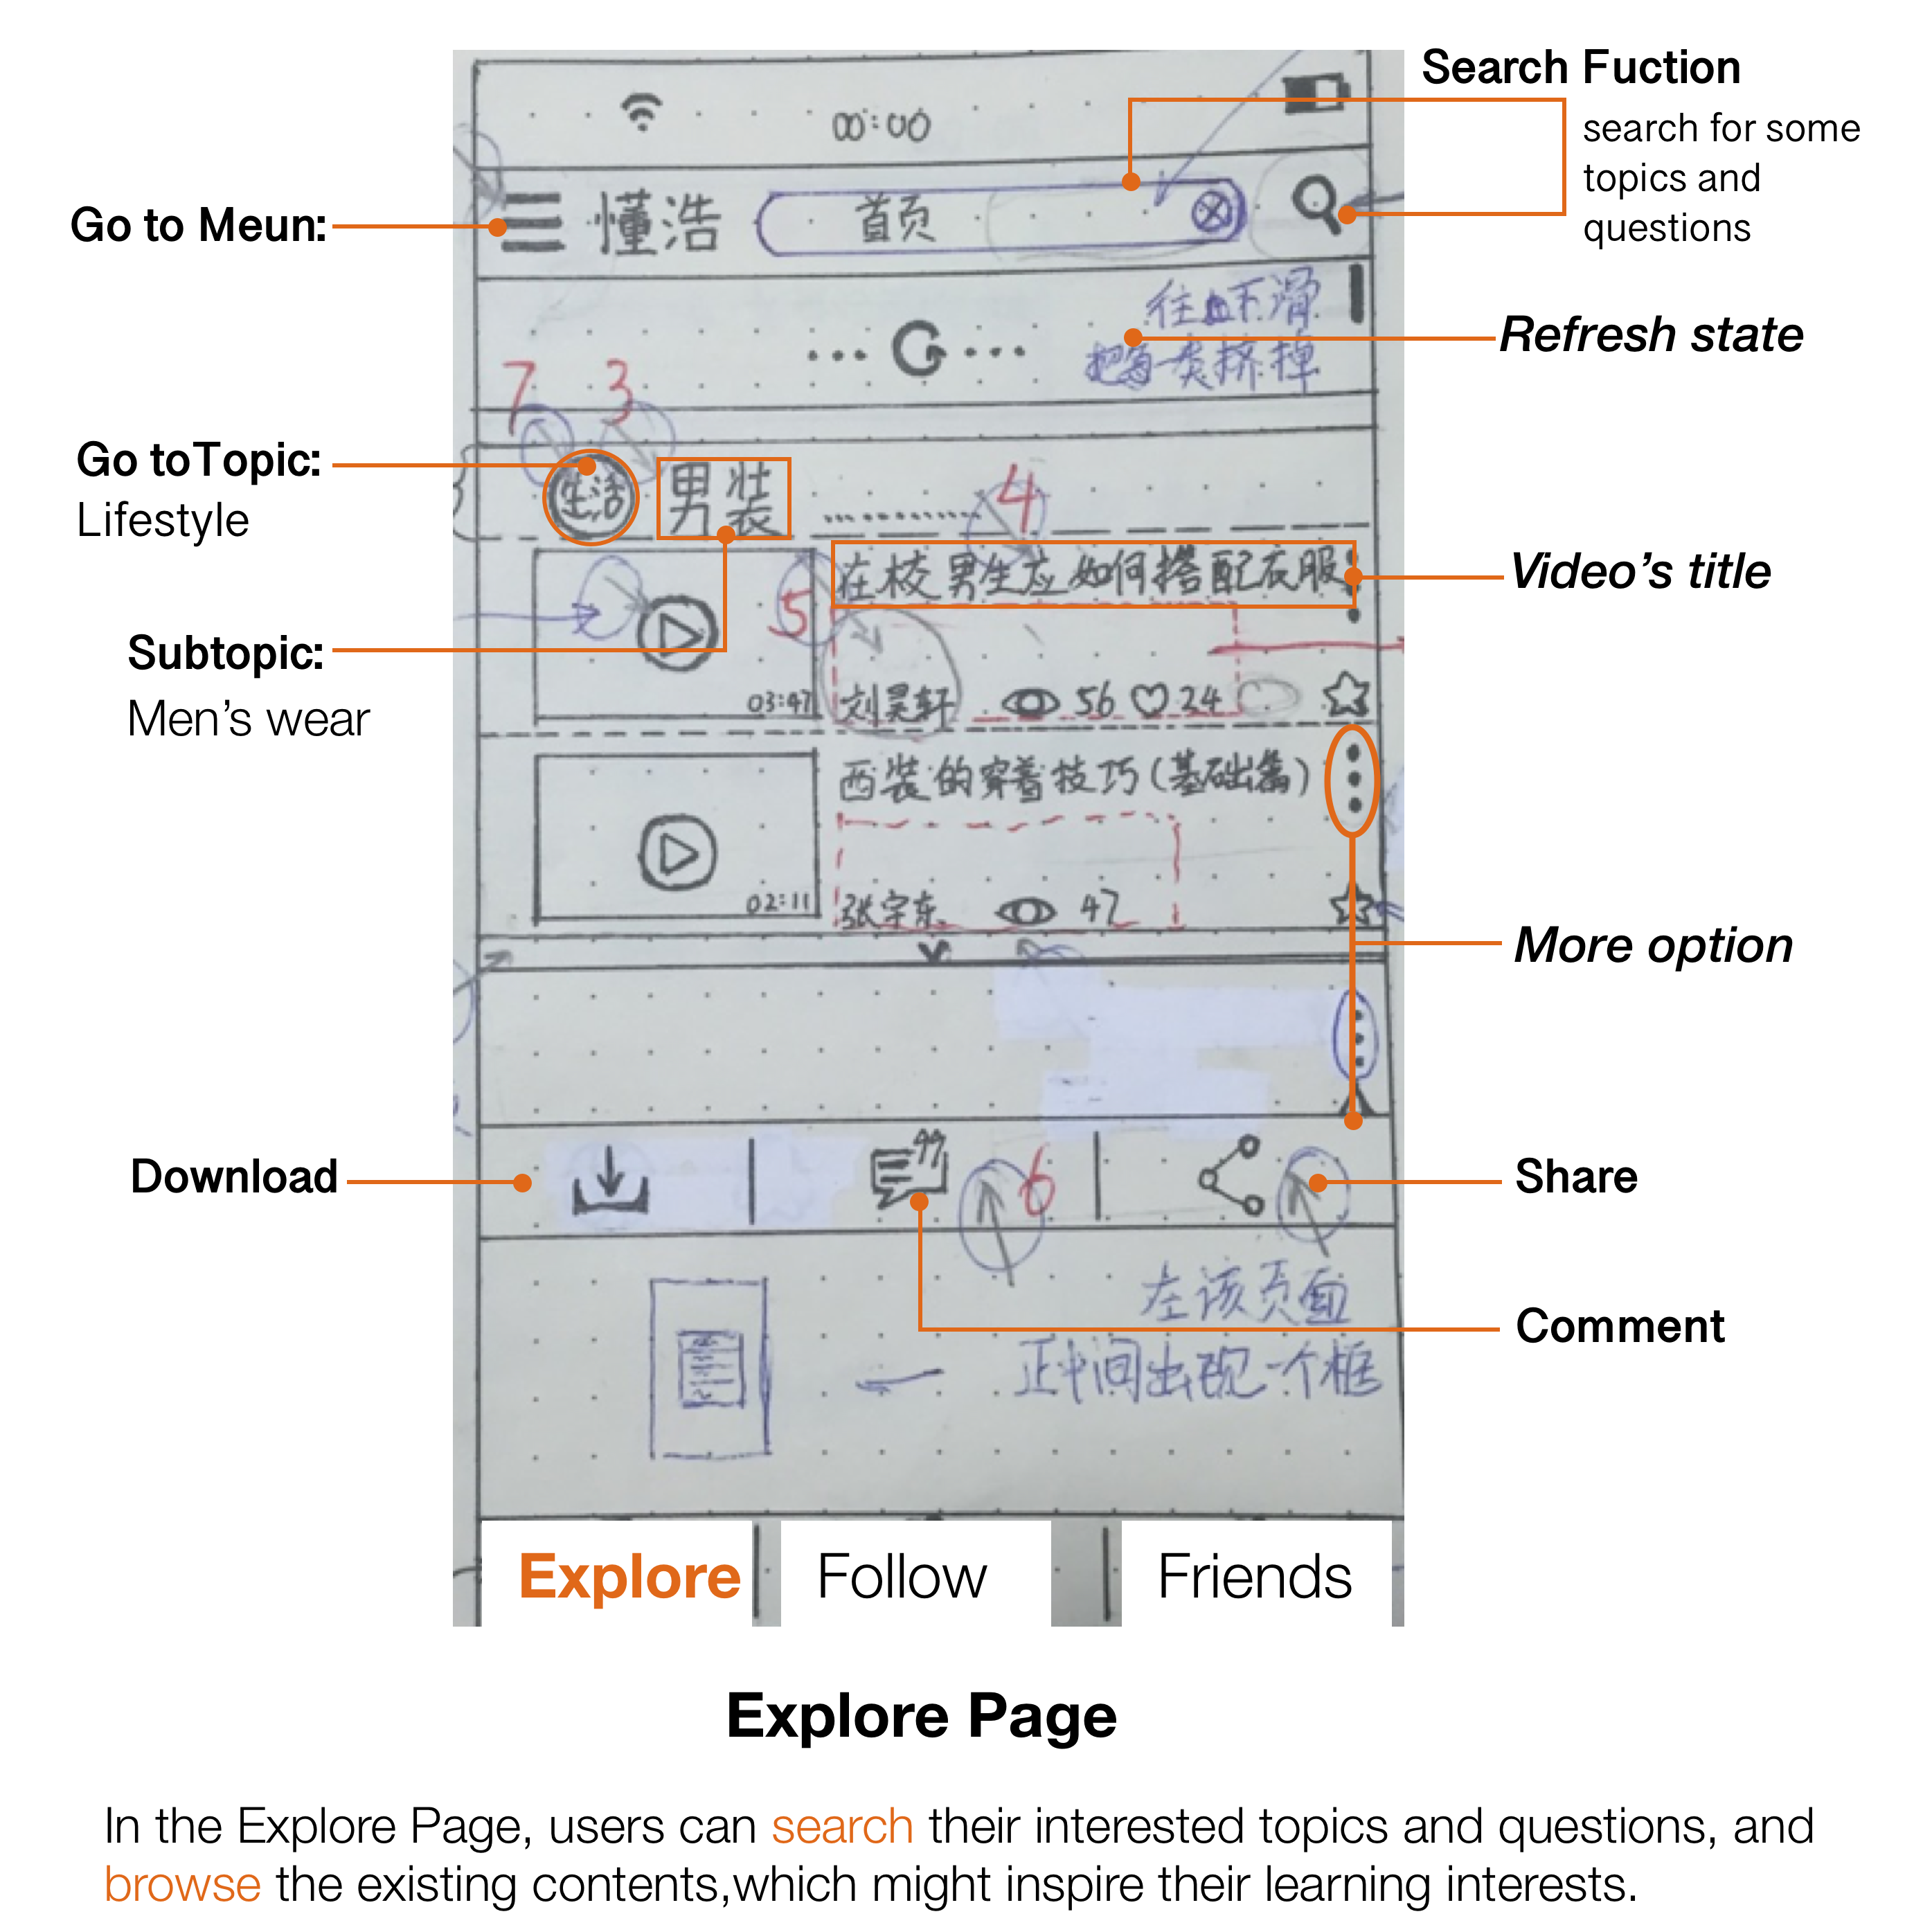 Search Fuction
search for some
topics and
questions
00:00
Go to Meun:
懂浩
首页
往下滑
把每一类挤掉
Refresh state
7
3
Go toTopic:
Lifestyle
生活
男装
4
在校男生应如何搭配衣服
Video's title
5
Subtopic:
Men's wear
03:47
刘昊轩
56
24
西装的穿着技巧(基础篇)
02:11
张宇东
47
More option
Download
6
Share
在该页面
Comment
正中间出现一个框
Explore
Follow
Friends
Explore Page
In the Explore Page, users can search their interested topics and questions, and
browse the existing contents,which might inspire their learning interests.